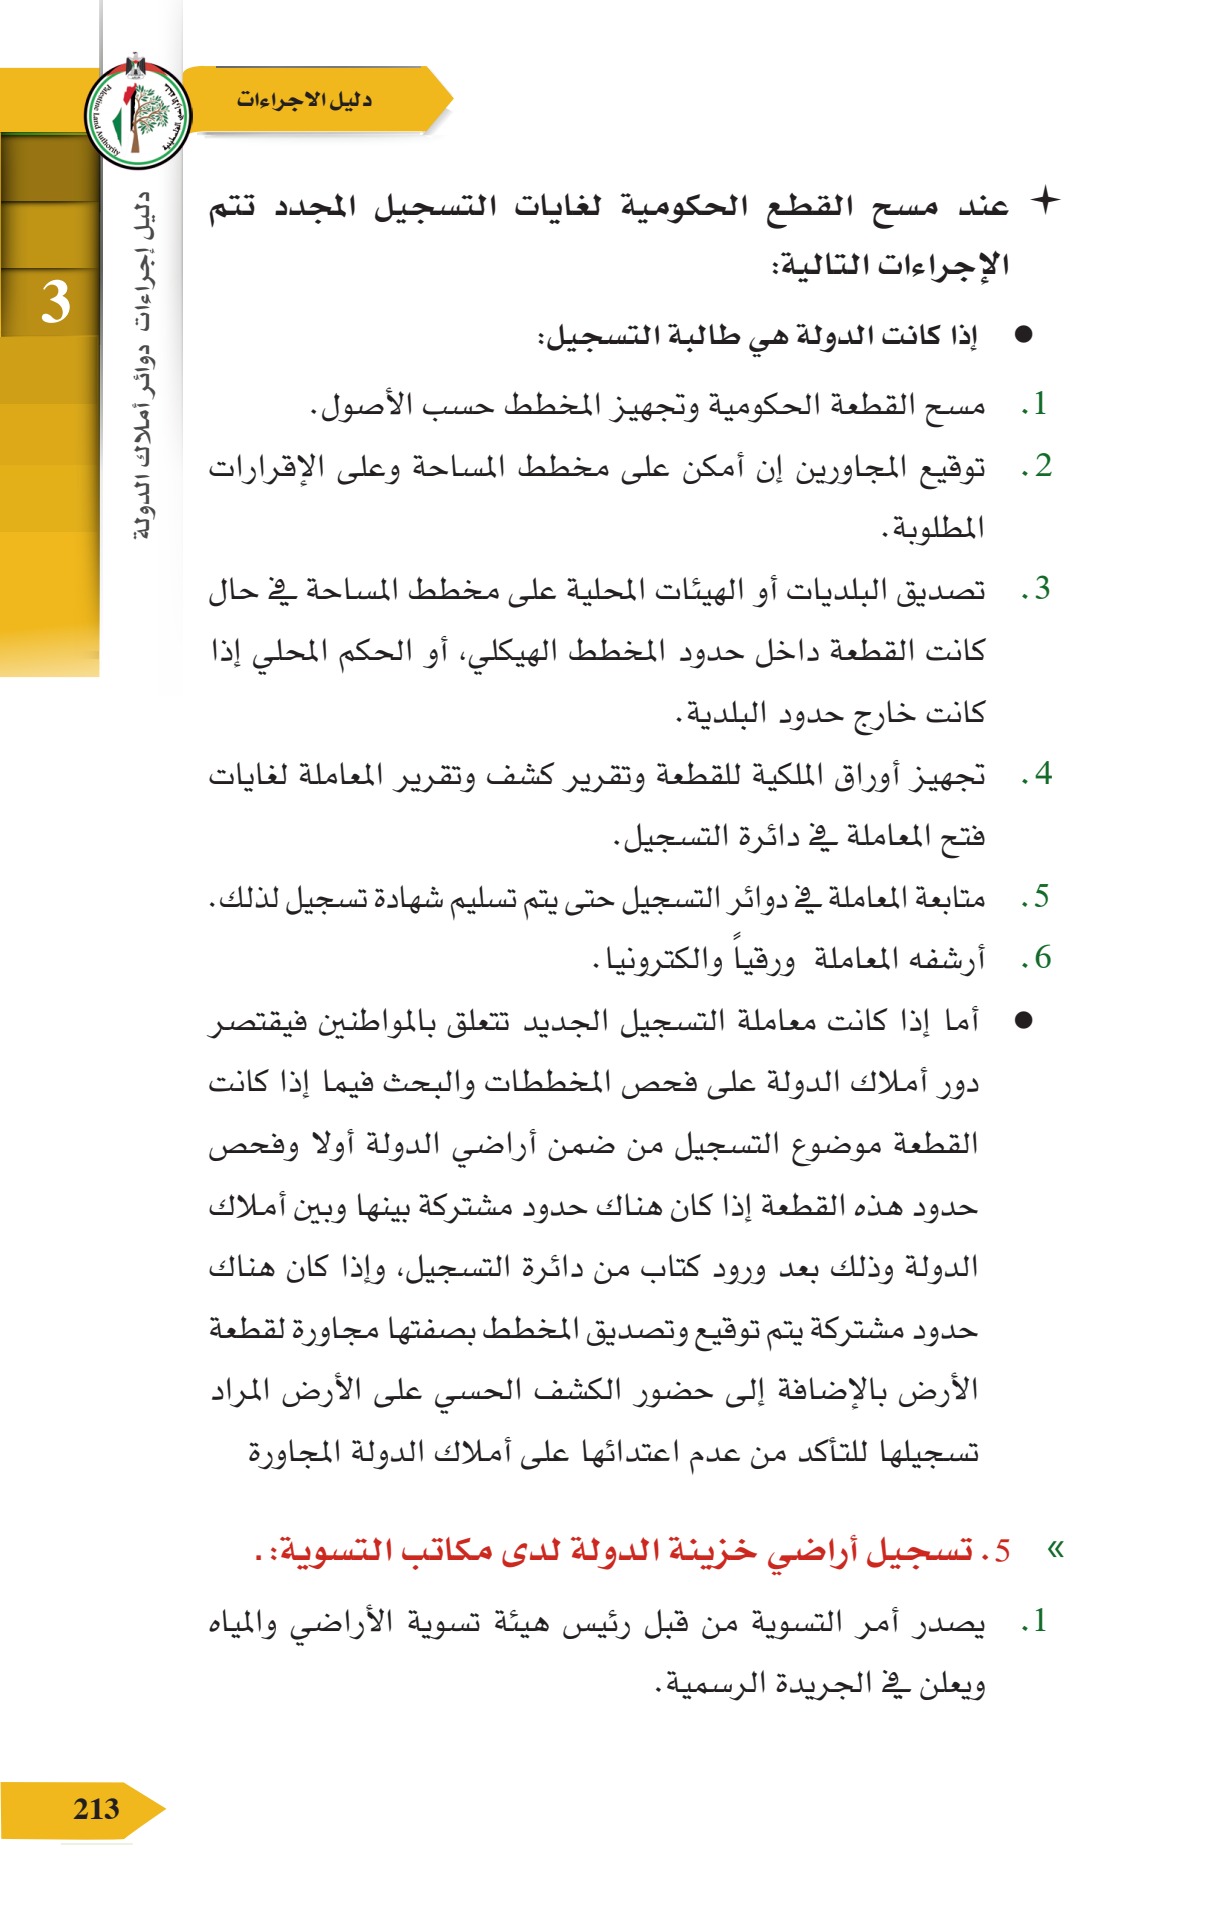 دليل الاجراءات
Palestine Land Authority
3
دليل إجراءات دوائر أملاك الدولة
عند مسح القطع الحكومية لغايات التسجيل المجدد تتم
الإجراءات التالية:
● إذا كانت الدولة هي طالبة التسجيل:
1. مسح القطعة الحكومية وتجهيز المخطط حسب الأصول.
2. توقيع المجاورين إن أمكن على مخطط المساحة وعلى الإقرارات
المطلوبة.
3. تصديق البلديات أو الهيئات المحلية على مخطط المساحة في حال
كانت القطعة داخل حدود المخطط الهيكلي، أو الحكم المحلي إذا
كانت خارج حدود البلدية.
4. تجهيز أوراق الملكية للقطعة وتقرير كشف وتقرير المعاملة لغايات
فتح المعاملة في دائرة التسجيل.
5. متابعة المعاملة في دوائر التسجيل حتى يتم تسليم شهادة تسجيل لذلك.
6. أرشفه المعاملة ورقياً والكترونيا.
● أما إذا كانت معاملة التسجيل الجديد تتعلق بالمواطنين فيقتصر
دور أملاك الدولة على فحص المخططات والبحث فيما إذا كانت
القطعة موضوع التسجيل من ضمن أراضي الدولة أولا وفحص
حدود هذه القطعة إذا كان هناك حدود مشتركة بينها وبين أملاك
الدولة وذلك بعد ورود كتاب من دائرة التسجيل، وإذا كان هناك
حدود مشتركة يتم توقيع وتصديق المخطط بصفتها مجاورة لقطعة
الأرض بالإضافة إلى حضور الكشف الحسي على الأرض المراد
تسجيلها للتأكد من عدم اعتدائها على أملاك الدولة المجاورة
« 5. تسجيل أراضي خزينة الدولة لدى مكاتب التسوية: .
1. يصدر أمر التسوية من قبل رئيس هيئة تسوية الأراضي والمياه
ويعلن في الجريدة الرسمية.
213